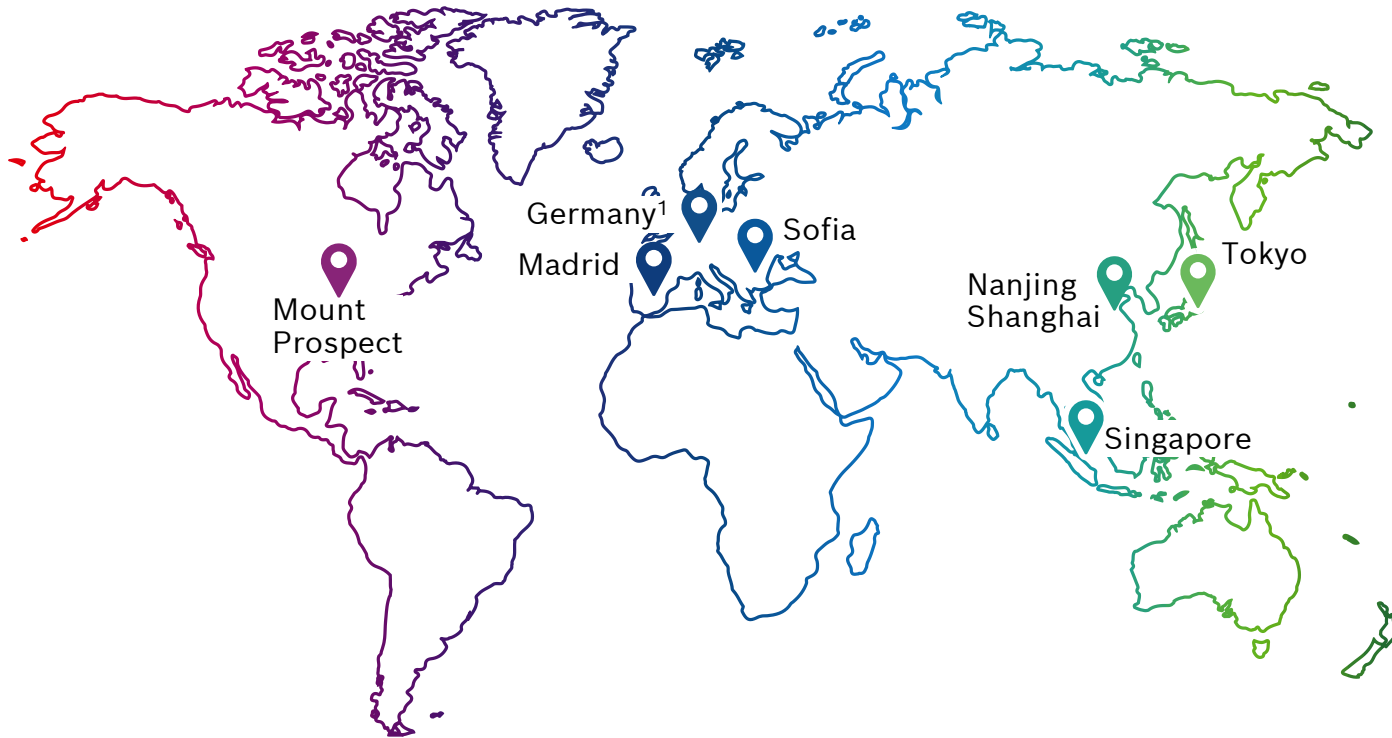 Germany¹
Sofia
Madrid
Tokyo
Nanjing
Shanghai
Mount
Prospect
Singapore